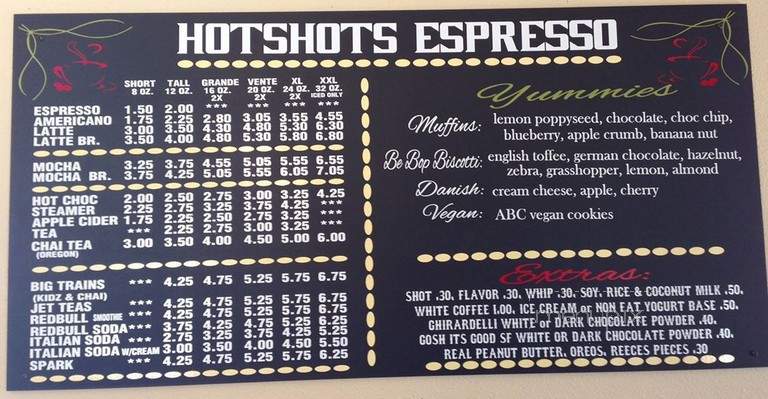 HOTSHOTS ESPRESSO
SHORT TALL GRANDE VENTE XL XXL
8 OZ. 12 OZ. 16 OZ. 20 OZ. 24 OZ. 32 OZ.
2X 2X 2X ICED ONLY
ESPRESSO 1.50 2.00 *** *** *** ***
AMERICANO 1.75 2.25 2.80 3.05 3.55 4.55
LATTE 3.00 3.50 4.30 4.80 5.30 6.30
LATTE BR. 3.50 4.00 4.80 5.30 5.80 6.80
MOCHA 3.25 3.75 4.55 5.05 5.55 6.55
MOCHA BR. 3.75 4.25 5.05 5.55 6.05 7.05
HOT CHOC 2.00 2.50 2.75 3.00 3.25 4.25
STEAMER 2.25 2.75 3.25 3.75 4.25 ***
APPLE CIDER 1.75 2.25 2.50 2.75 3.25 ***
TEA *** 2.25 2.75 3.00 3.25 ***
CHAI TEA 3.00 3.50 4.00 4.50 5.00 6.00
(OREGON)
BIG TRAINS *** 4.25 4.75 5.25 5.75 6.75
(KIDZ & CHAI)
JET TEAS *** 4.25 4.75 5.25 5.75 6.75
REDBULL SMOOTHIE *** 4.25 4.75 5.25 5.75 6.75
REDBULL SODA *** 3.75 4.25 4.75 5.25 6.25
ITALIAN SODA *** 2.75 3.25 3.75 4.25 5.25
ITALIAN SODA W/CREAM 3.00 3.50 4.00 4.50 5.50
SPARK *** 4.25 4.75 5.25 5.75 6.25
Yummies
Muffins: lemon poppyseed, chocolate, choc chip,
blueberry, apple crumb, banana nut
Be Bop Biscotti: english toffee, german chocolate, hazelnut,
zebra, grasshopper, lemon, almond
Danish: cream cheese, apple, cherry
Vegan: ABC vegan cookies
Extras:
SHOT .30, FLAVOR .30, WHIP .30, SOY, RICE & COCONUT MILK .50,
WHITE COFFEE 1.00, ICE CREAM or NON FAT YOGURT BASE .50,
GHIRARDELLI WHITE or DARK CHOCOLATE POWDER .40,
GOSH ITS GOOD SF WHITE OR DARK CHOCOLATE POWDER .40,
REAL PEANUT BUTTER, OREOS, REECES PIECES .30